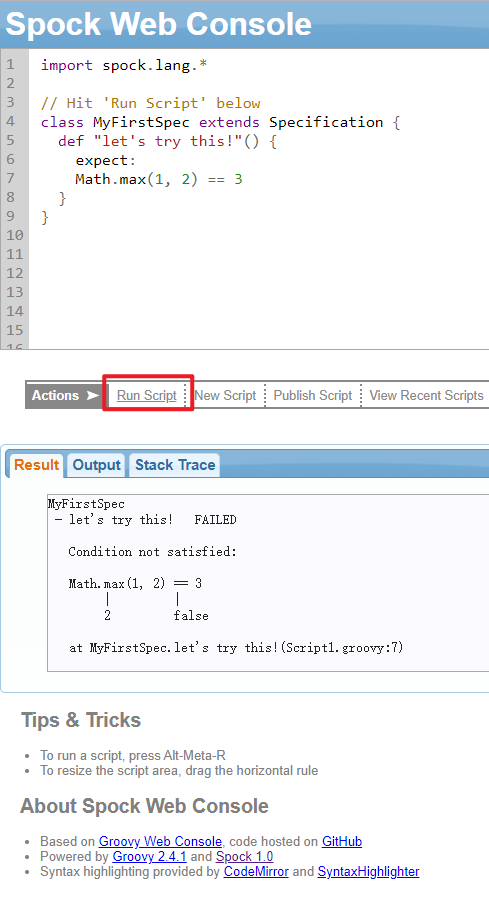 Spock Web Console
1 import spock.lang.*
2
3 // Hit 'Run Script' below
4 class MyFirstSpec extends Specification {
5 def "let's try this!"() {
6 expect:
7 Math.max(1, 2) == 3
8 }
9 }
10
11
12
13
14
15
16
Actions ➤ Run Script New Script Publish Script View Recent Scripts
Result Output Stack Trace
MyFirstSpec
- let's try this! FAILED
Condition not satisfied:
Math.max(1, 2) == 3
| |
2 false
at MyFirstSpec.let's try this!(Script1.groovy:7)
Tips & Tricks
• To run a script, press Alt-Meta-R
• To resize the script area, drag the horizontal rule
About Spock Web Console
• Based on Groovy Web Console, code hosted on GitHub
• Powered by Groovy 2.4.1 and Spock 1.0
• Syntax highlighting provided by CodeMirror and SyntaxHighlighter